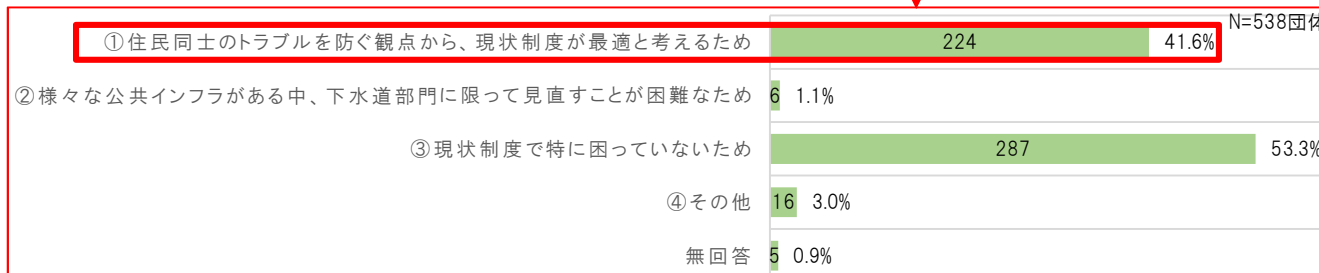 N=538団体
①住民同士のトラブルを防ぐ観点から、現状制度が最適と考えるため 224 41.6%
②様々な公共インフラがある中、下水道部門に限って見直すことが困難なため 6 1.1%
③現状制度で特に困っていないため 287 53.3%
④その他 16 3.0%
無回答 5 0.9%